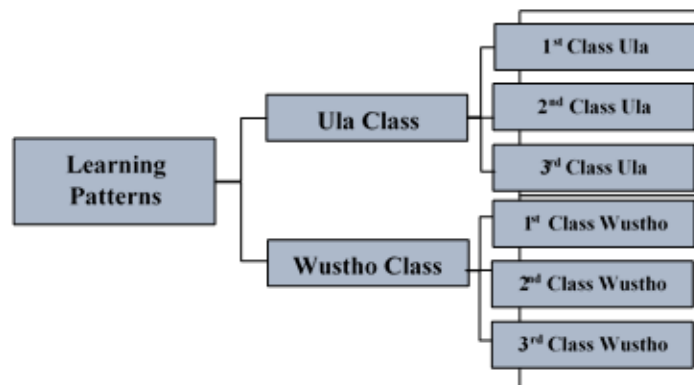 Learning
Patterns
Ula Class
1st Class Ula
2nd Class Ula
3rd Class Ula
Wustho Class
1st Class Wustho
2nd Class Wustho
3rd Class Wustho